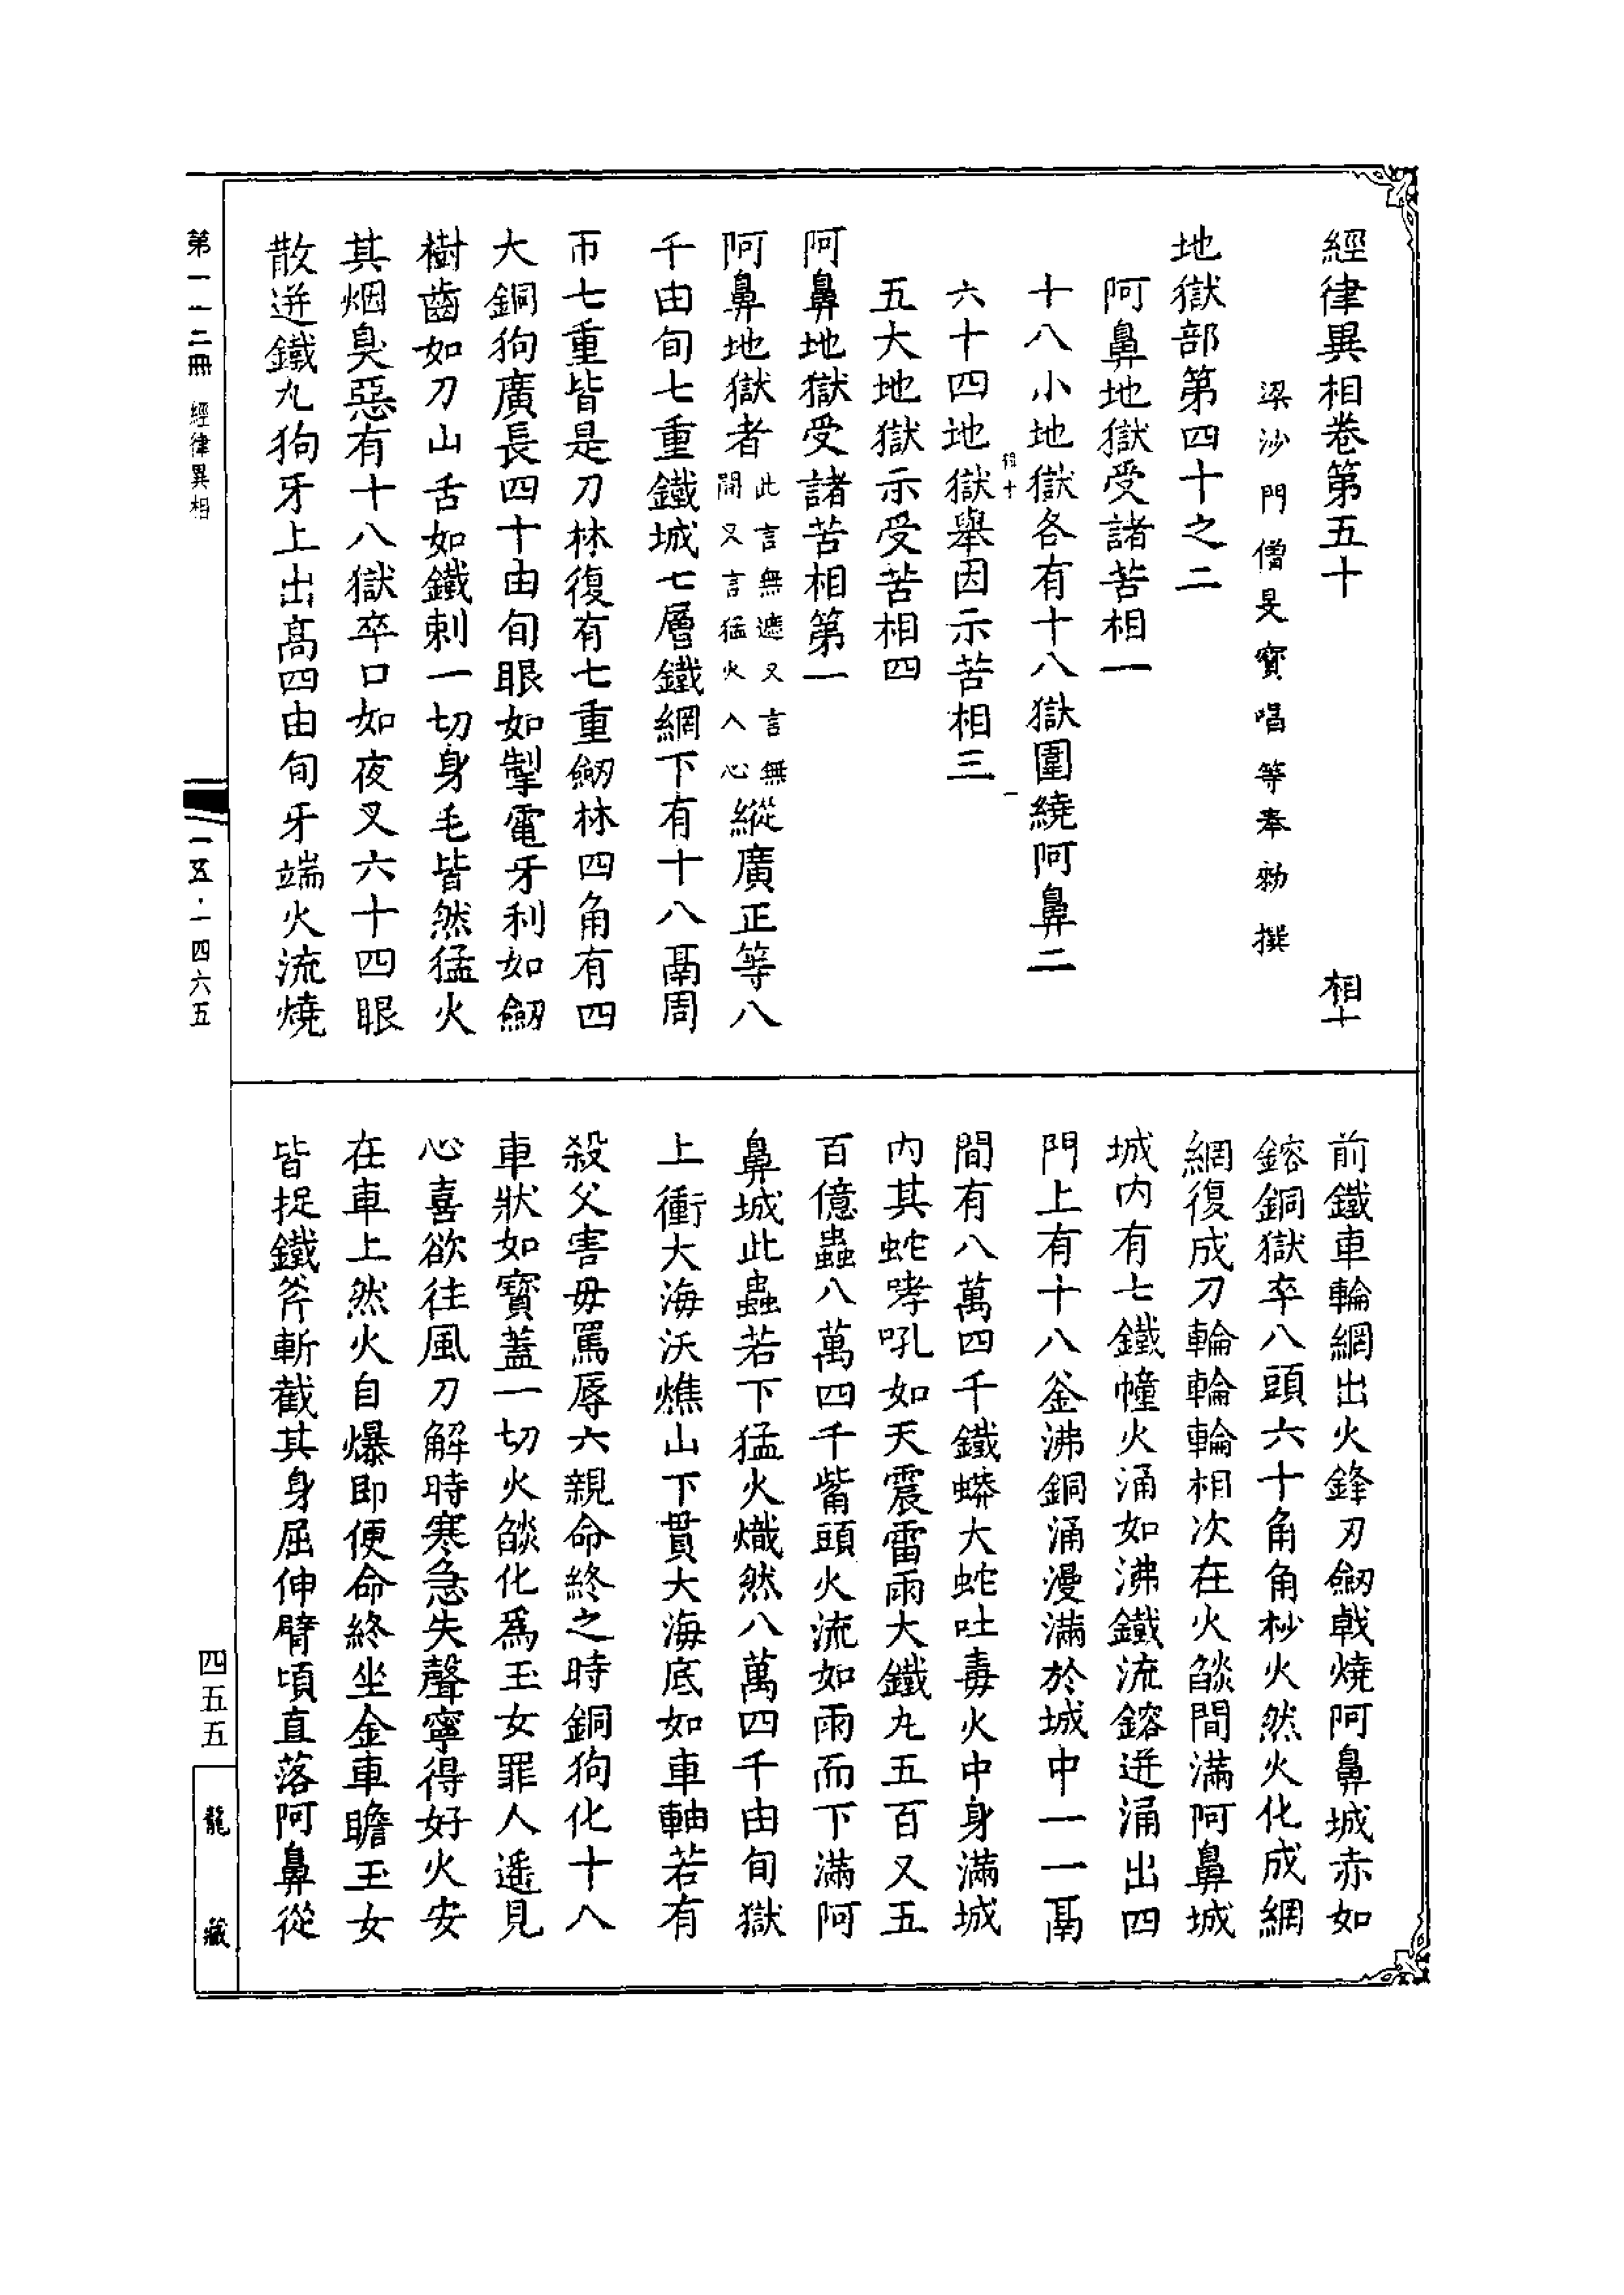 經律異相卷第五十　相十
梁沙門僧旻寶唱等奉勑撰
地獄部第四十之二
阿鼻地獄受諸苦相一
十八小地獄各有十八獄圍繞阿鼻二
相十　一
六十四地獄舉因示苦相三
五大地獄示受苦相四
阿鼻地獄受諸苦相第一
阿鼻地獄者此言無遮又言無間又言猛火入心縱廣正等八
千由旬七重鐵城七層鐵網下有十八鬲周
帀七重皆是刀林復有七重劒林四角有四
大銅狗廣長四十由旬眼如掣電牙利如劒
樹齒如刀山舌如鐵刺一切身毛皆然猛火
其烟臭惡有十八獄卒口如夜叉六十四眼
散迸鐵丸狗牙上出高四由旬牙端火流燒
前鐵車輪網出火鋒刃劒戟燒阿鼻城赤如
鎔銅獄卒八頭六十角角杪火然火化成網
網復成刀輪輪輪相次在火燄間滿阿鼻城
城內有七鐵幢火涌如沸鐵流鎔迸涌出四
門上有十八釜沸銅涌漫滿於城中一一鬲
間有八萬四千鐵蟒大蛇吐毒火中身滿城
內其蛇哮吼如天震雷雨大鐵丸五百叉五
百億蟲八萬四千觜頭火流如雨而下滿阿
鼻城此蟲若下猛火熾然八萬四千由旬獄
上衝大海沃燋山下貫大海底如車軸若有
殺父害毋罵辱六親命終之時銅狗化十八
車狀如寶蓋一切火燄化爲玉女罪人遙見
心喜欲往風刀解時寒急失聲寧得好火安
在車上然火自爆即便命終坐金車瞻玉女
皆捉鐵斧斬截其身屈伸臂頃直落阿鼻從
第一一二冊　經律異相
一五·一四六五
四五五
龍藏